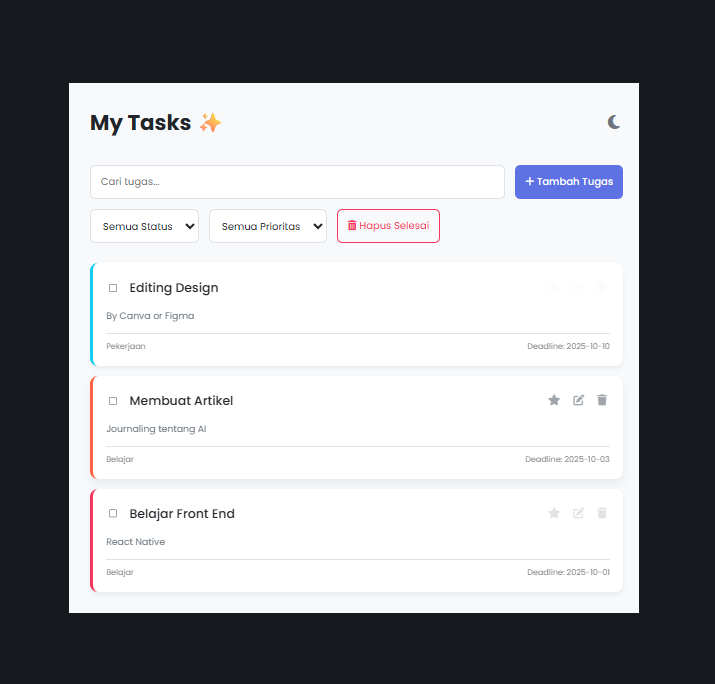 My Tasks ✨
Cari tugas...
+ Tambah Tugas
Semua Status
Semua Prioritas
Hapus Selesai
Editing Design
By Canva or Figma
Pekerjaan
Deadline: 2025-10-10
Membuat Artikel
Journaling tentang AI
Belajar
Deadline: 2025-10-03
Belajar Front End
React Native
Belajar
Deadline: 2025-10-01